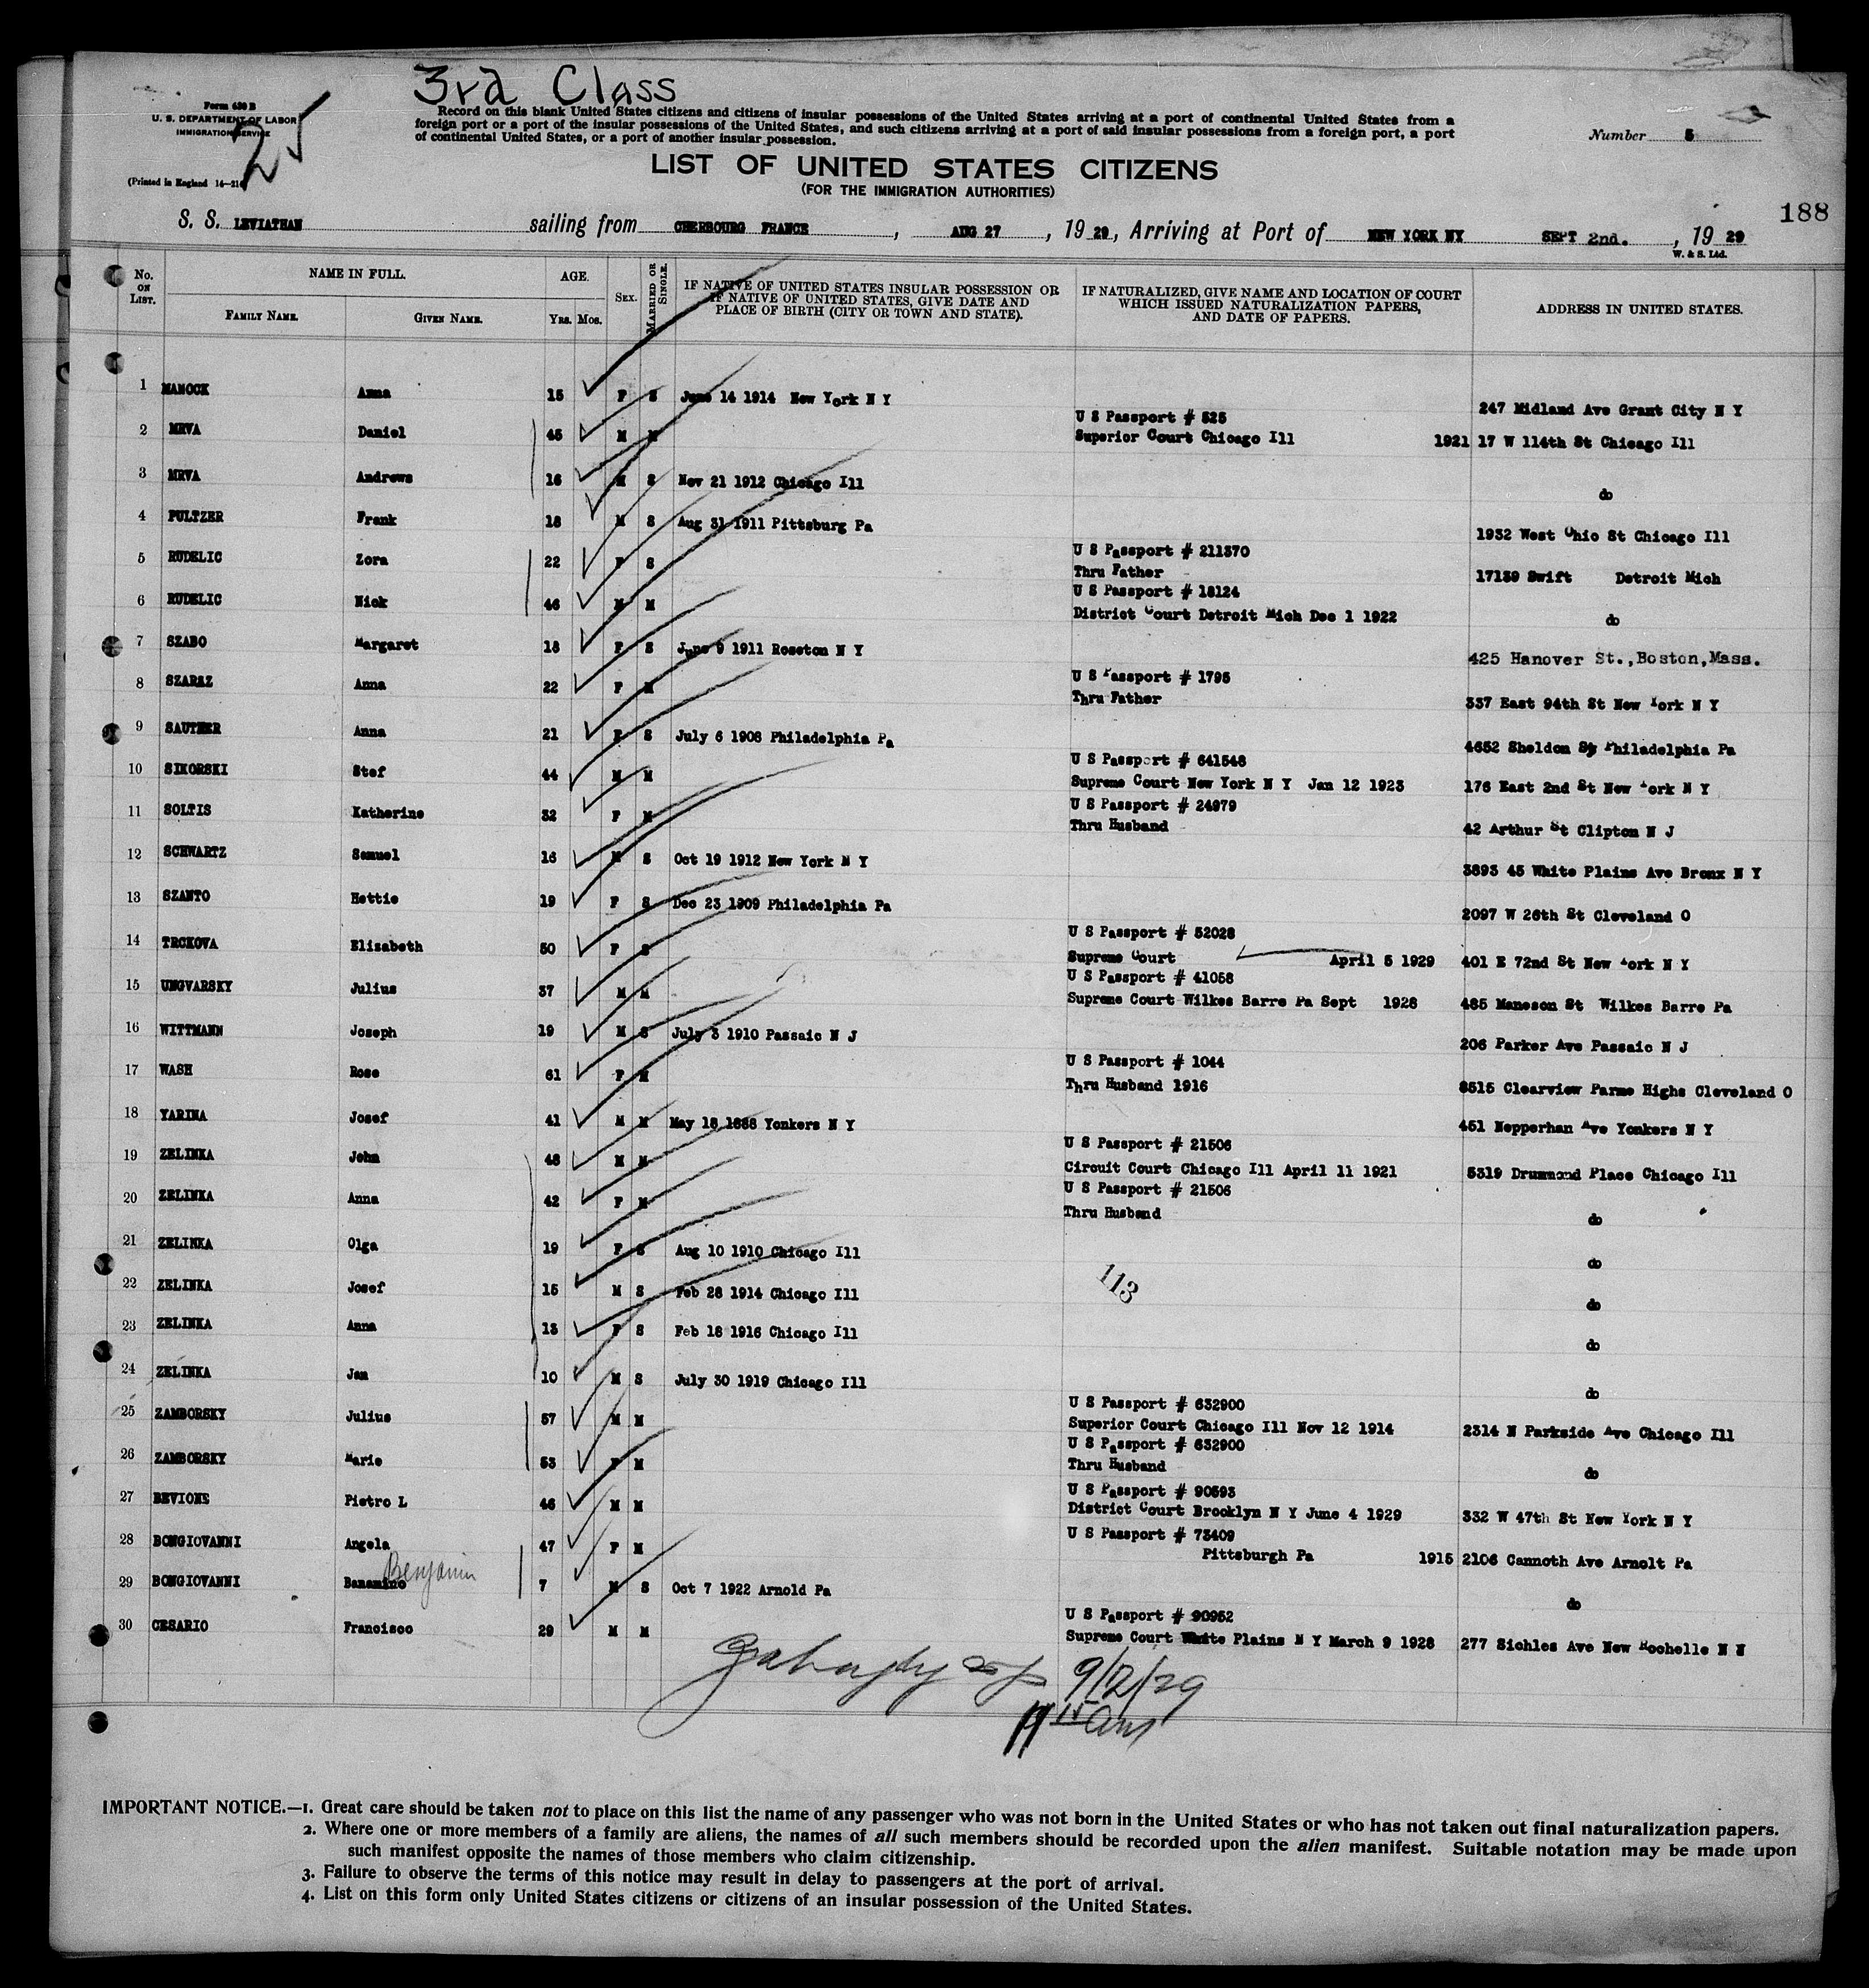 3rd Class
Form 630 B
U. S. DEPARTMENT OF LABOR
IMMIGRATION SERVICE
25
(Printed in England 14—21
Record on this blank United States citizens and citizens of insular possessions of the United States arriving at a port of continental United States from a
foreign port or a port of the insular possessions of the United States, and such citizens arriving at a port of said insular possessions from a foreign port, a port
of continental United States, or a port of another insular possession.
Number 5
LIST OF UNITED STATES CITIZENS
(FOR THE IMMIGRATION AUTHORITIES)
188
S. S. LEVIATHAN sailing from CHERBOURG FRANCE , AUG 27 , 19 29, Arriving at Port of NEW YORK NY SEPT 2nd. , 19 29
W. & S. Ltd.
No. ON LIST. NAME IN FULL. FAMILY NAME. GIVEN NAME. AGE. Yrs. Mos. SEX. MARRIED OR SINGLE. IF NATIVE OF UNITED STATES INSULAR POSSESSION OR IF NATIVE OF UNITED STATES, GIVE DATE AND PLACE OF BIRTH (CITY OR TOWN AND STATE). IF NATURALIZED, GIVE NAME AND LOCATION OF COURT WHICH ISSUED NATURALIZATION PAPERS, AND DATE OF PAPERS. ADDRESS IN UNITED STATES.
1 MANOCK Anna 15 F S June 14 1914 New York N Y 247 Midland Ave Grant City N Y
2 MRVA Daniel 45 M M U S Passport # 525 Superior Court Chicago Ill 1921 17 W 114th St Chicago Ill
3 MRVA Andrews 16 M S Nov 21 1912 Chicago Ill do
4 PULTZER Frank 18 M S Aug 31 1911 Pittsburg Pa 1932 West Ohio St Chicago Ill
5 RUDELIC Zora 22 F S U S Passport # 211370 Thru Father 17139 Swift Detroit Mich
6 RUDELIC Nick 46 M M U S Passport # 18124 District Court Detroit Mich Dec 1 1922 do
7 SZABO Margaret 18 F S June 9 1911 Roseton N Y 425 Hanover St., Boston, Mass.
8 SZARAZ Anna 22 F M U S Passport # 1795 Thru Father 337 East 94th St New York N Y
9 SAUTNER Anna 21 F S July 6 1908 Philadelphia Pa 4652 Sheldon St Philadelphia Pa
10 SIKORSKI Stef 44 M M U S Passport # 641548 Supreme Court New York N Y Jan 12 1923 176 East 2nd St New York N Y
11 SOLTIS Katherine 32 F M U S Passport # 24979 Thru Husband 42 Arthur St Clipton N J
12 SCHWARTZ Samuel 16 M S Oct 19 1912 New York N Y 3893 45 White Plains Ave Bronx N Y
13 SZANTO Hettie 19 F S Dec 23 1909 Philadelphia Pa 2097 W 26th St Cleveland O
14 TRCKOVA Elizabeth 50 F S U S Passport # 52028 Supreme Court April 5 1929 401 E 72nd St New York N Y
15 UNGVARSKY Julius 37 M M U S Passport # 41058 Supreme Court Wilkes Barre Pa Sept 1928 485 Maneson St Wilkes Barre Pa
16 WITTMANN Joseph 19 M S July 3 1910 Passaic N J 206 Parker Ave Passaic N J
17 WASH Rose 61 F M U S Passport # 1044 Thru Husband 1916 8515 Clearview Parme Highs Cleveland O
18 YARINA Josef 41 M M May 18 1888 Yonkers N Y 451 Nepperhan Ave Yonkers N Y
19 ZELINKA John 48 M M U S Passport # 21506 Circuit Court Chicago Ill April 11 1921 5319 Drummond Place Chicago Ill
20 ZELINKA Anna 42 F M U S Passport # 21506 Thru Husband do
21 ZELINKA Olga 19 F S Aug 10 1910 Chicago Ill do
22 ZELINKA Josef 15 M S Feb 28 1914 Chicago Ill 113 do
23 ZELINKA Anna 13 F S Feb 18 1916 Chicago Ill do
24 ZELINKA Jan 10 M S July 30 1919 Chicago Ill do
25 ZAMBORSKY Julius 57 M M U S Passport # 632900 Superior Court Chicago Ill Nov 12 1914 2314 N Parkside Ave Chicago Ill
26 ZAMBORSKY Marie 53 F M U S Passport # 632900 Thru Husband do
27 BEVIONE Pietro L 46 M M U S Passport # 90593 District Court Brooklyn N Y June 4 1929 332 W 47th St New York N Y
28 BONGIOVANNI Angela 47 F M U S Passport # 73409 Pittsburgh Pa 1915 2106 Cannoth Ave Arnolt Pa
29 BONGIOVANNI Banamino Benjamin 7 M S Oct 7 1922 Arnold Pa do
30 CESARIO Francisco 29 M M U S Passport # 90952 Supreme Court White Plains N Y March 9 1928 277 Sickles Ave New Rochelle N Y
9/12/29
IMPORTANT NOTICE.—1. Great care should be taken not to place on this list the name of any passenger who was not born in the United States or who has not taken out final naturalization papers.
2. Where one or more members of a family are aliens, the names of all such members should be recorded upon the alien manifest. Suitable notation may be made upon
such manifest opposite the names of those members who claim citizenship.
3. Failure to observe the terms of this notice may result in delay to passengers at the port of arrival.
4. List on this form only United States citizens or citizens of an insular possession of the United States.